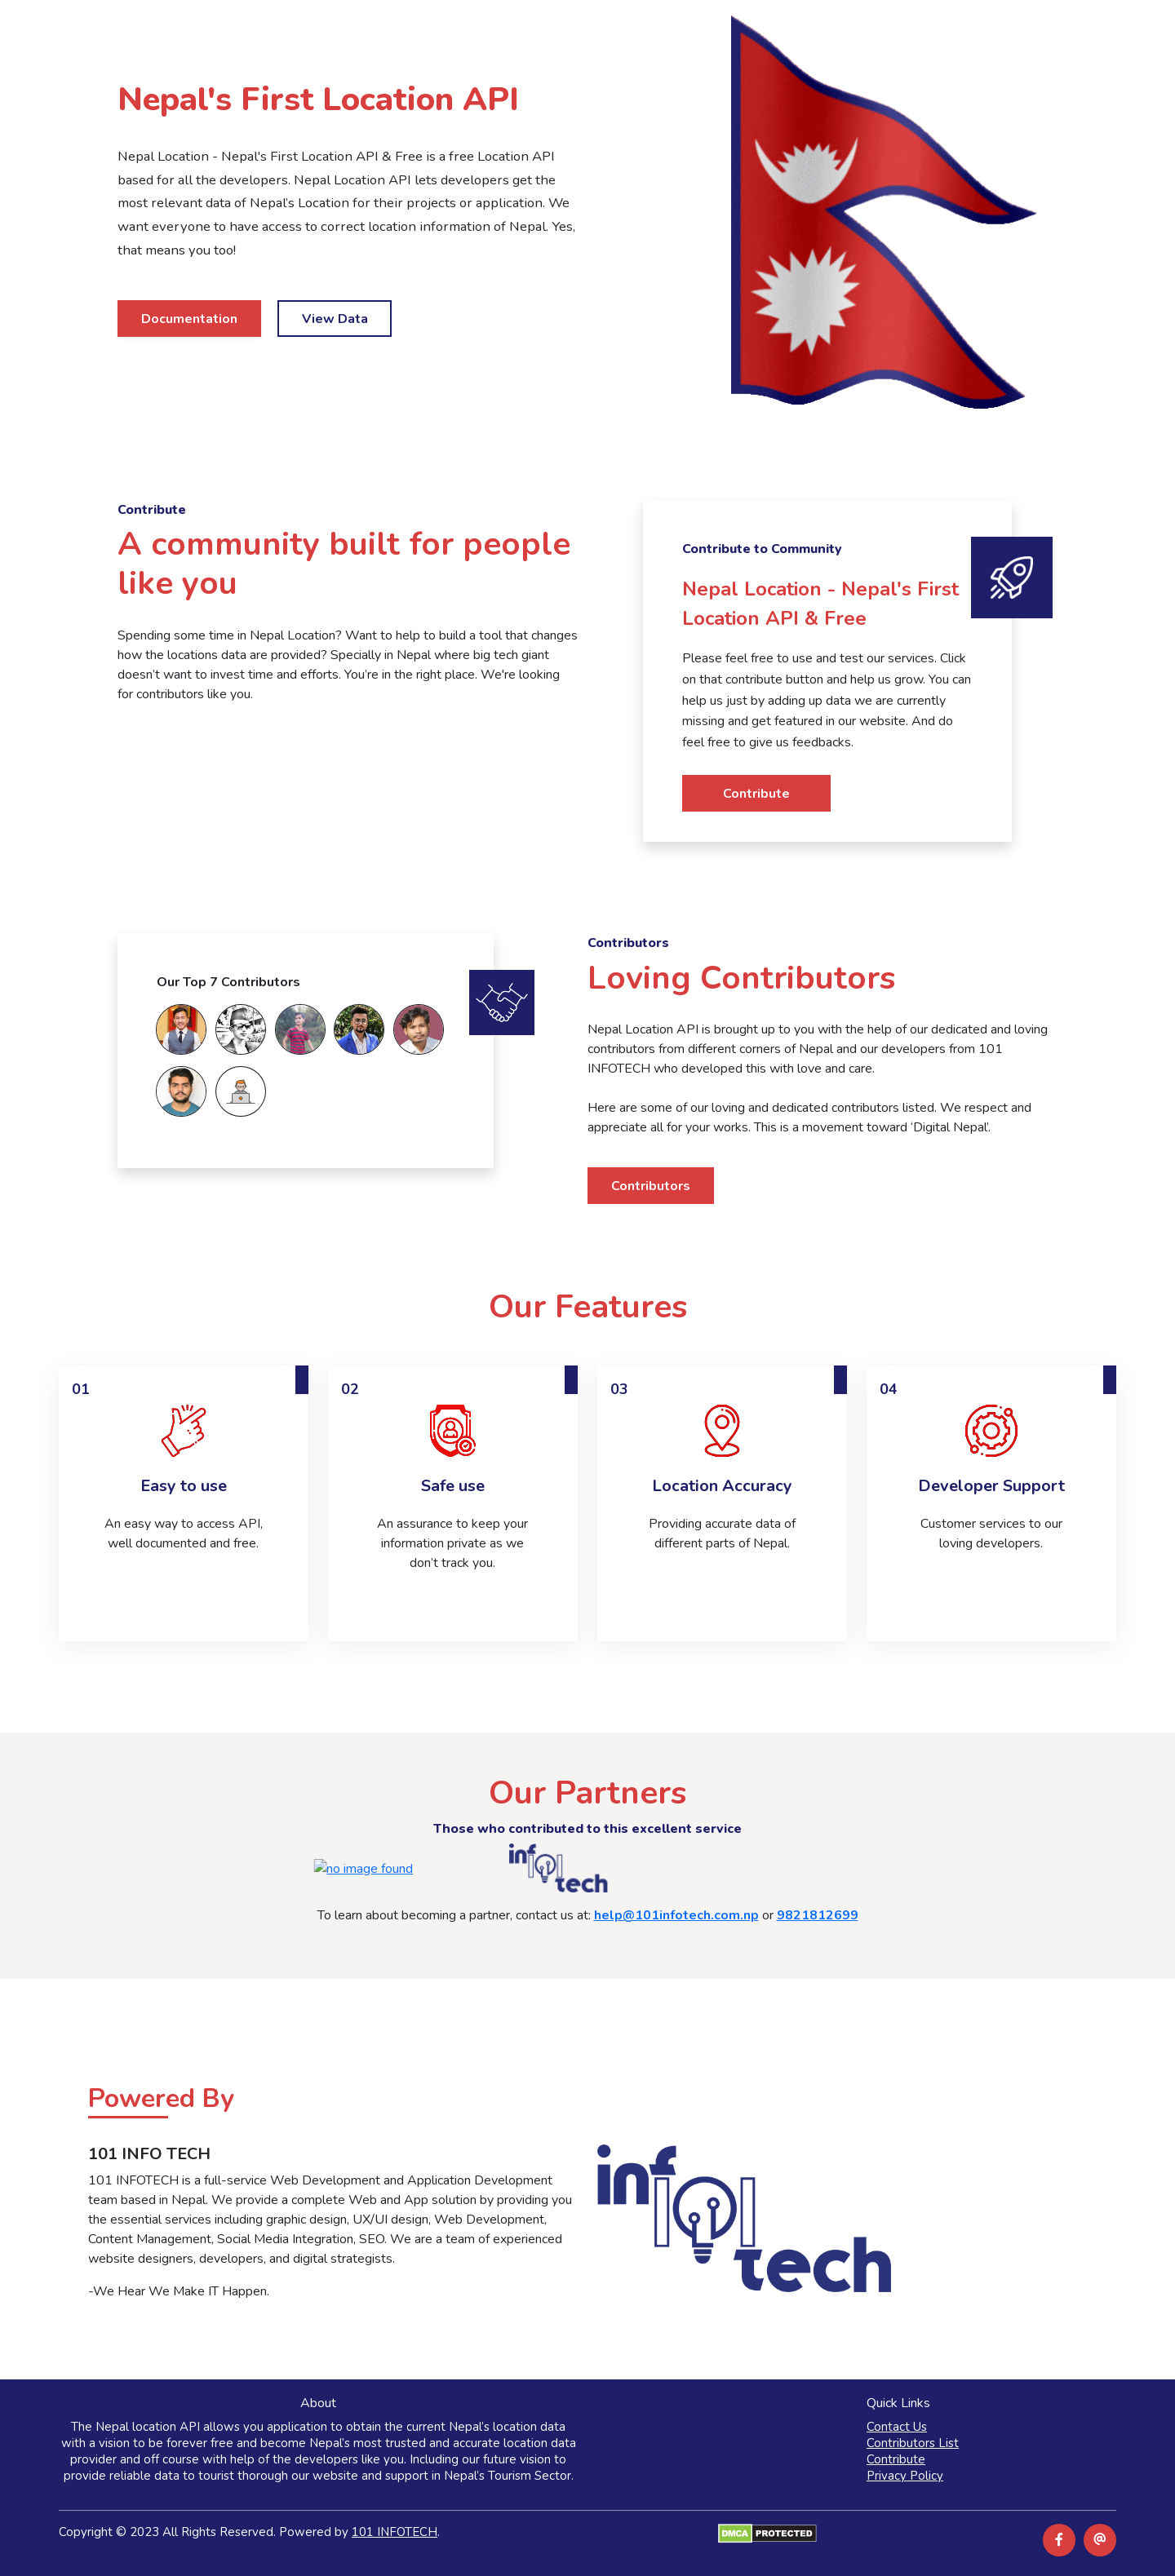 Nepal's First Location API
Nepal Location - Nepal's First Location API & Free is a free Location API
based for all the developers. Nepal Location API lets developers get the
most relevant data of Nepal's Location for their projects or application. We
want everyone to have access to correct location information of Nepal. Yes,
that means you too!
Documentation
View Data
Contribute
A community built for people
like you
Spending some time in Nepal Location? Want to help to build a tool that changes
how the locations data are provided? Specially in Nepal where big tech giant
doesn't want to invest time and efforts. You're in the right place. We're looking
for contributors like you.
Contribute to Community
Nepal Location - Nepal's First
Location API & Free
Please feel free to use and test our services. Click
on that contribute button and help us grow. You can
help us just by adding up data we are currently
missing and get featured in our website. And do
feel free to give us feedbacks.
Contribute
Our Top 7 Contributors
Contributors
Loving Contributors
Nepal Location API is brought up to you with the help of our dedicated and loving
contributors from different corners of Nepal and our developers from 101
INFOTECH who developed this with love and care.
Here are some of our loving and dedicated contributors listed. We respect and
appreciate all for your works. This is a movement toward 'Digital Nepal'.
Contributors
Our Features
01
Easy to use
An easy way to access API,
well documented and free.
02
Safe use
An assurance to keep your
information private as we
don't track you.
03
Location Accuracy
Providing accurate data of
different parts of Nepal.
04
Developer Support
Customer services to our
loving developers.
Our Partners
Those who contributed to this excellent service
no image found
inf101tech
To learn about becoming a partner, contact us at: help@101infotech.com.np or 9821812699
Powered By
101 INFO TECH
101 INFOTECH is a full-service Web Development and Application Development
team based in Nepal. We provide a complete Web and App solution by providing you
the essential services including graphic design, UX/UI design, Web Development,
Content Management, Social Media Integration, SEO. We are a team of experienced
website designers, developers, and digital strategists.
-We Hear We Make IT Happen.
inf101tech
About
The Nepal location API allows you application to obtain the current Nepal's location data
with a vision to be forever free and become Nepal's most trusted and accurate location data
provider and off course with help of the developers like you. Including our future vision to
provide reliable data to tourist thorough our website and support in Nepal's Tourism Sector.
Quick Links
Contact Us
Contributors List
Contribute
Privacy Policy
Copyright © 2023 All Rights Reserved. Powered by 101 INFOTECH.
DMCA PROTECTED